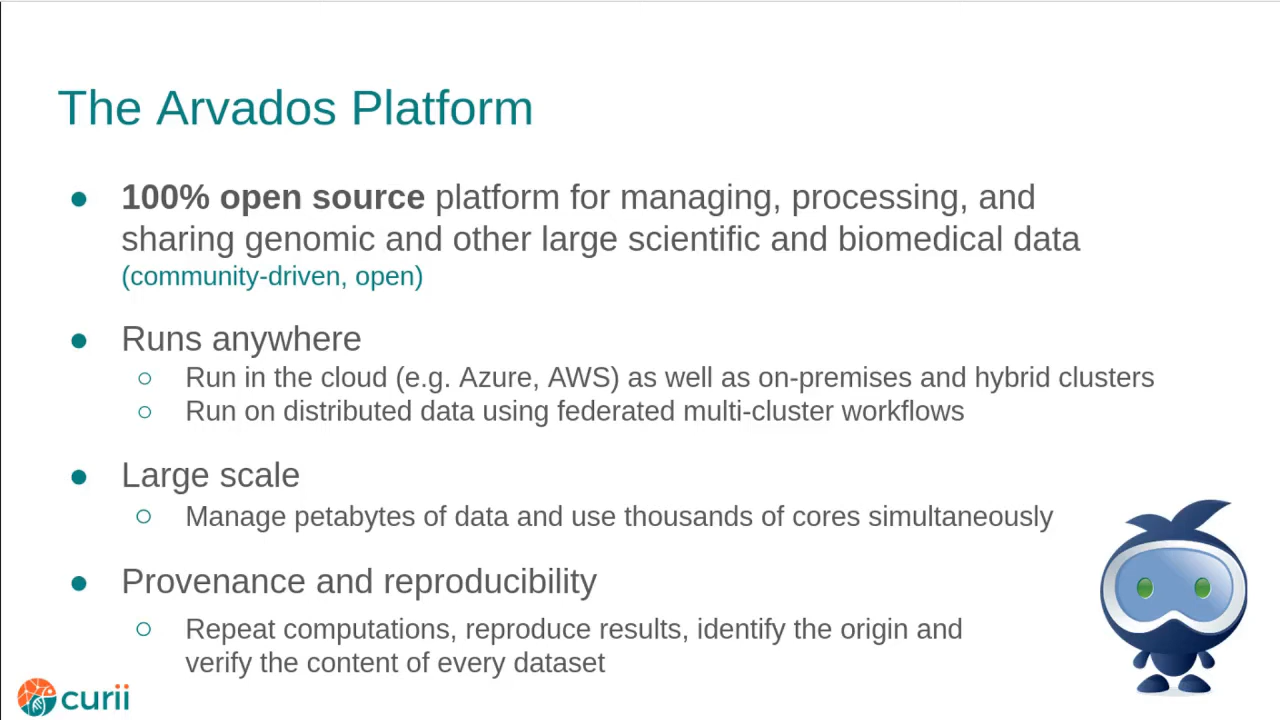 The Arvados Platform
● 100% open source platform for managing, processing, and
sharing genomic and other large scientific and biomedical data
(community-driven, open)
● Runs anywhere
○ Run in the cloud (e.g. Azure, AWS) as well as on-premises and hybrid clusters
○ Run on distributed data using federated multi-cluster workflows
● Large scale
○ Manage petabytes of data and use thousands of cores simultaneously
● Provenance and reproducibility
○ Repeat computations, reproduce results, identify the origin and
verify the content of every dataset
curii